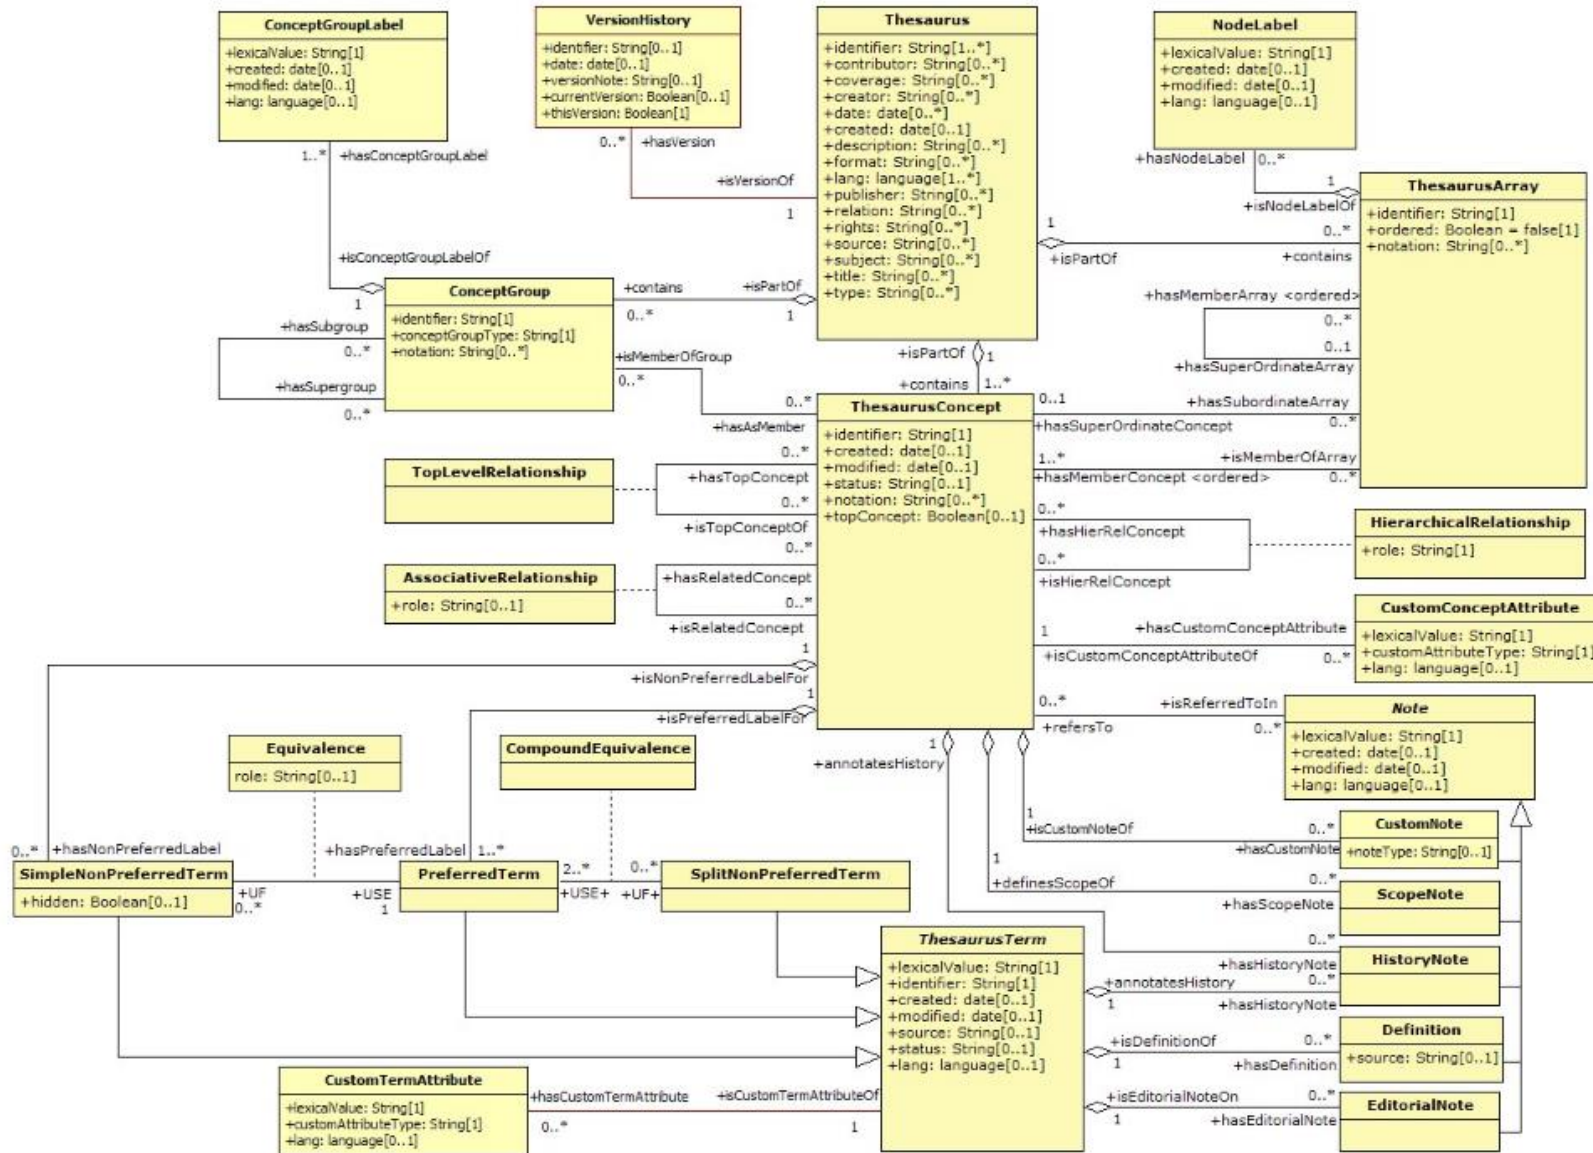 ConceptGroupLabel
+lexicalValue: String[1]
+created: date[0..1]
+modified: date[0..1]
+lang: language[0..1]
VersionHistory
+identifier: String[0..1]
+date: date[0..1]
+versionNote: String[0..1]
+currentVersion: Boolean[0..1]
+thisVersion: Boolean[1]
Thesaurus
+identifier: String[1..*]
+contributor: String[0..*]
+coverage: String[0..*]
+creator: String[0..*]
+date: date[0..*]
+created: date[0..1]
+description: String[0..*]
+format: String[0..*]
+lang: language[1..*]
+publisher: String[0..*]
+relation: String[0..*]
+rights: String[0..*]
+source: String[0..*]
+subject: String[0..*]
+title: String[0..*]
+type: String[0..*]
NodeLabel
+lexicalValue: String[1]
+created: date[0..1]
+modified: date[0..1]
+lang: language[0..1]
1..*
+hasConceptGroupLabel
0..*
+hasVersion
+isVersionOf
1
+hasNodeLabel
0..*
1
+isNodeLabelOf
ThesaurusArray
+identifier: String[1]
+ordered: Boolean = false[1]
+notation: String[0..*]
1
0..*
+isPartOf
+contains
+isConceptGroupLabelOf
1
ConceptGroup
+identifier: String[1]
+conceptGroupType: String[1]
+notation: String[0..*]
+contains
+isPartOf
0..*
1
+hasSubgroup
0..*
+hasSupergroup
0..*
+hasMemberArray <ordered>
0..*
0..1
+hasSuperOrdinateArray
+isMemberOfGroup
0..*
0..*
+hasAsMember
+isPartOf
1
+contains
1..*
ThesaurusConcept
+identifier: String[1]
+created: date[0..1]
+modified: date[0..1]
+status: String[0..1]
+notation: String[0..*]
+topConcept: Boolean[0..1]
0..1
+hasSubordinateArray
+hasSuperOrdinateConcept
0..*
1..*
+isMemberOfArray
+hasMemberConcept <ordered>
0..*
TopLevelRelationship
0..*
+hasTopConcept
0..*
+isTopConceptOf
0..*
+hasHierRelConcept
0..*
+isHierRelConcept
HierarchicalRelationship
+role: String[1]
AssociativeRelationship
+role: String[0..1]
0..*
+hasRelatedConcept
0..*
+isRelatedConcept
1
+hasCustomConceptAttribute
+isCustomConceptAttributeOf
0..*
CustomConceptAttribute
+lexicalValue: String[1]
+customAttributeType: String[1]
+lang: language[0..1]
1
+isNonPreferredLabelFor
1
+isPreferredLabelFor
0..*
+isReferredToIn
+refersTo
0..*
Note
+lexicalValue: String[1]
+created: date[0..1]
+modified: date[0..1]
+lang: language[0..1]
Equivalence
role: String[0..1]
CompoundEquivalence
1
+annotatesHistory
1
+isCustomNoteOf
0..*
+hasCustomNote
CustomNote
+noteType: String[0..1]
0..*
+hasNonPreferredLabel
+hasPreferredLabel
1..*
SimpleNonPreferredTerm
+hidden: Boolean[0..1]
+UF
0..*
+USE
1
PreferredTerm
2..*
+USE+
0..*
+UF+
SplitNonPreferredTerm
1
+definesScopeOf
0..*
+hasScopeNote
ScopeNote
ThesaurusTerm
+lexicalValue: String[1]
+identifier: String[1]
+created: date[0..1]
+modified: date[0..1]
+source: String[0..1]
+status: String[0..1]
+lang: language[0..1]
0..*
+hasHistoryNote
HistoryNote
+annotatesHistory
0..*
1
+hasHistoryNote
+isDefinitionOf
0..*
1
+hasDefinition
Definition
+source: String[0..1]
+isEditorialNoteOn
0..*
1
+hasEditorialNote
EditorialNote
CustomTermAttribute
+lexicalValue: String[1]
+customAttributeType: String[1]
+lang: language[0..1]
+hasCustomTermAttribute
+isCustomTermAttributeOf
0..*
1